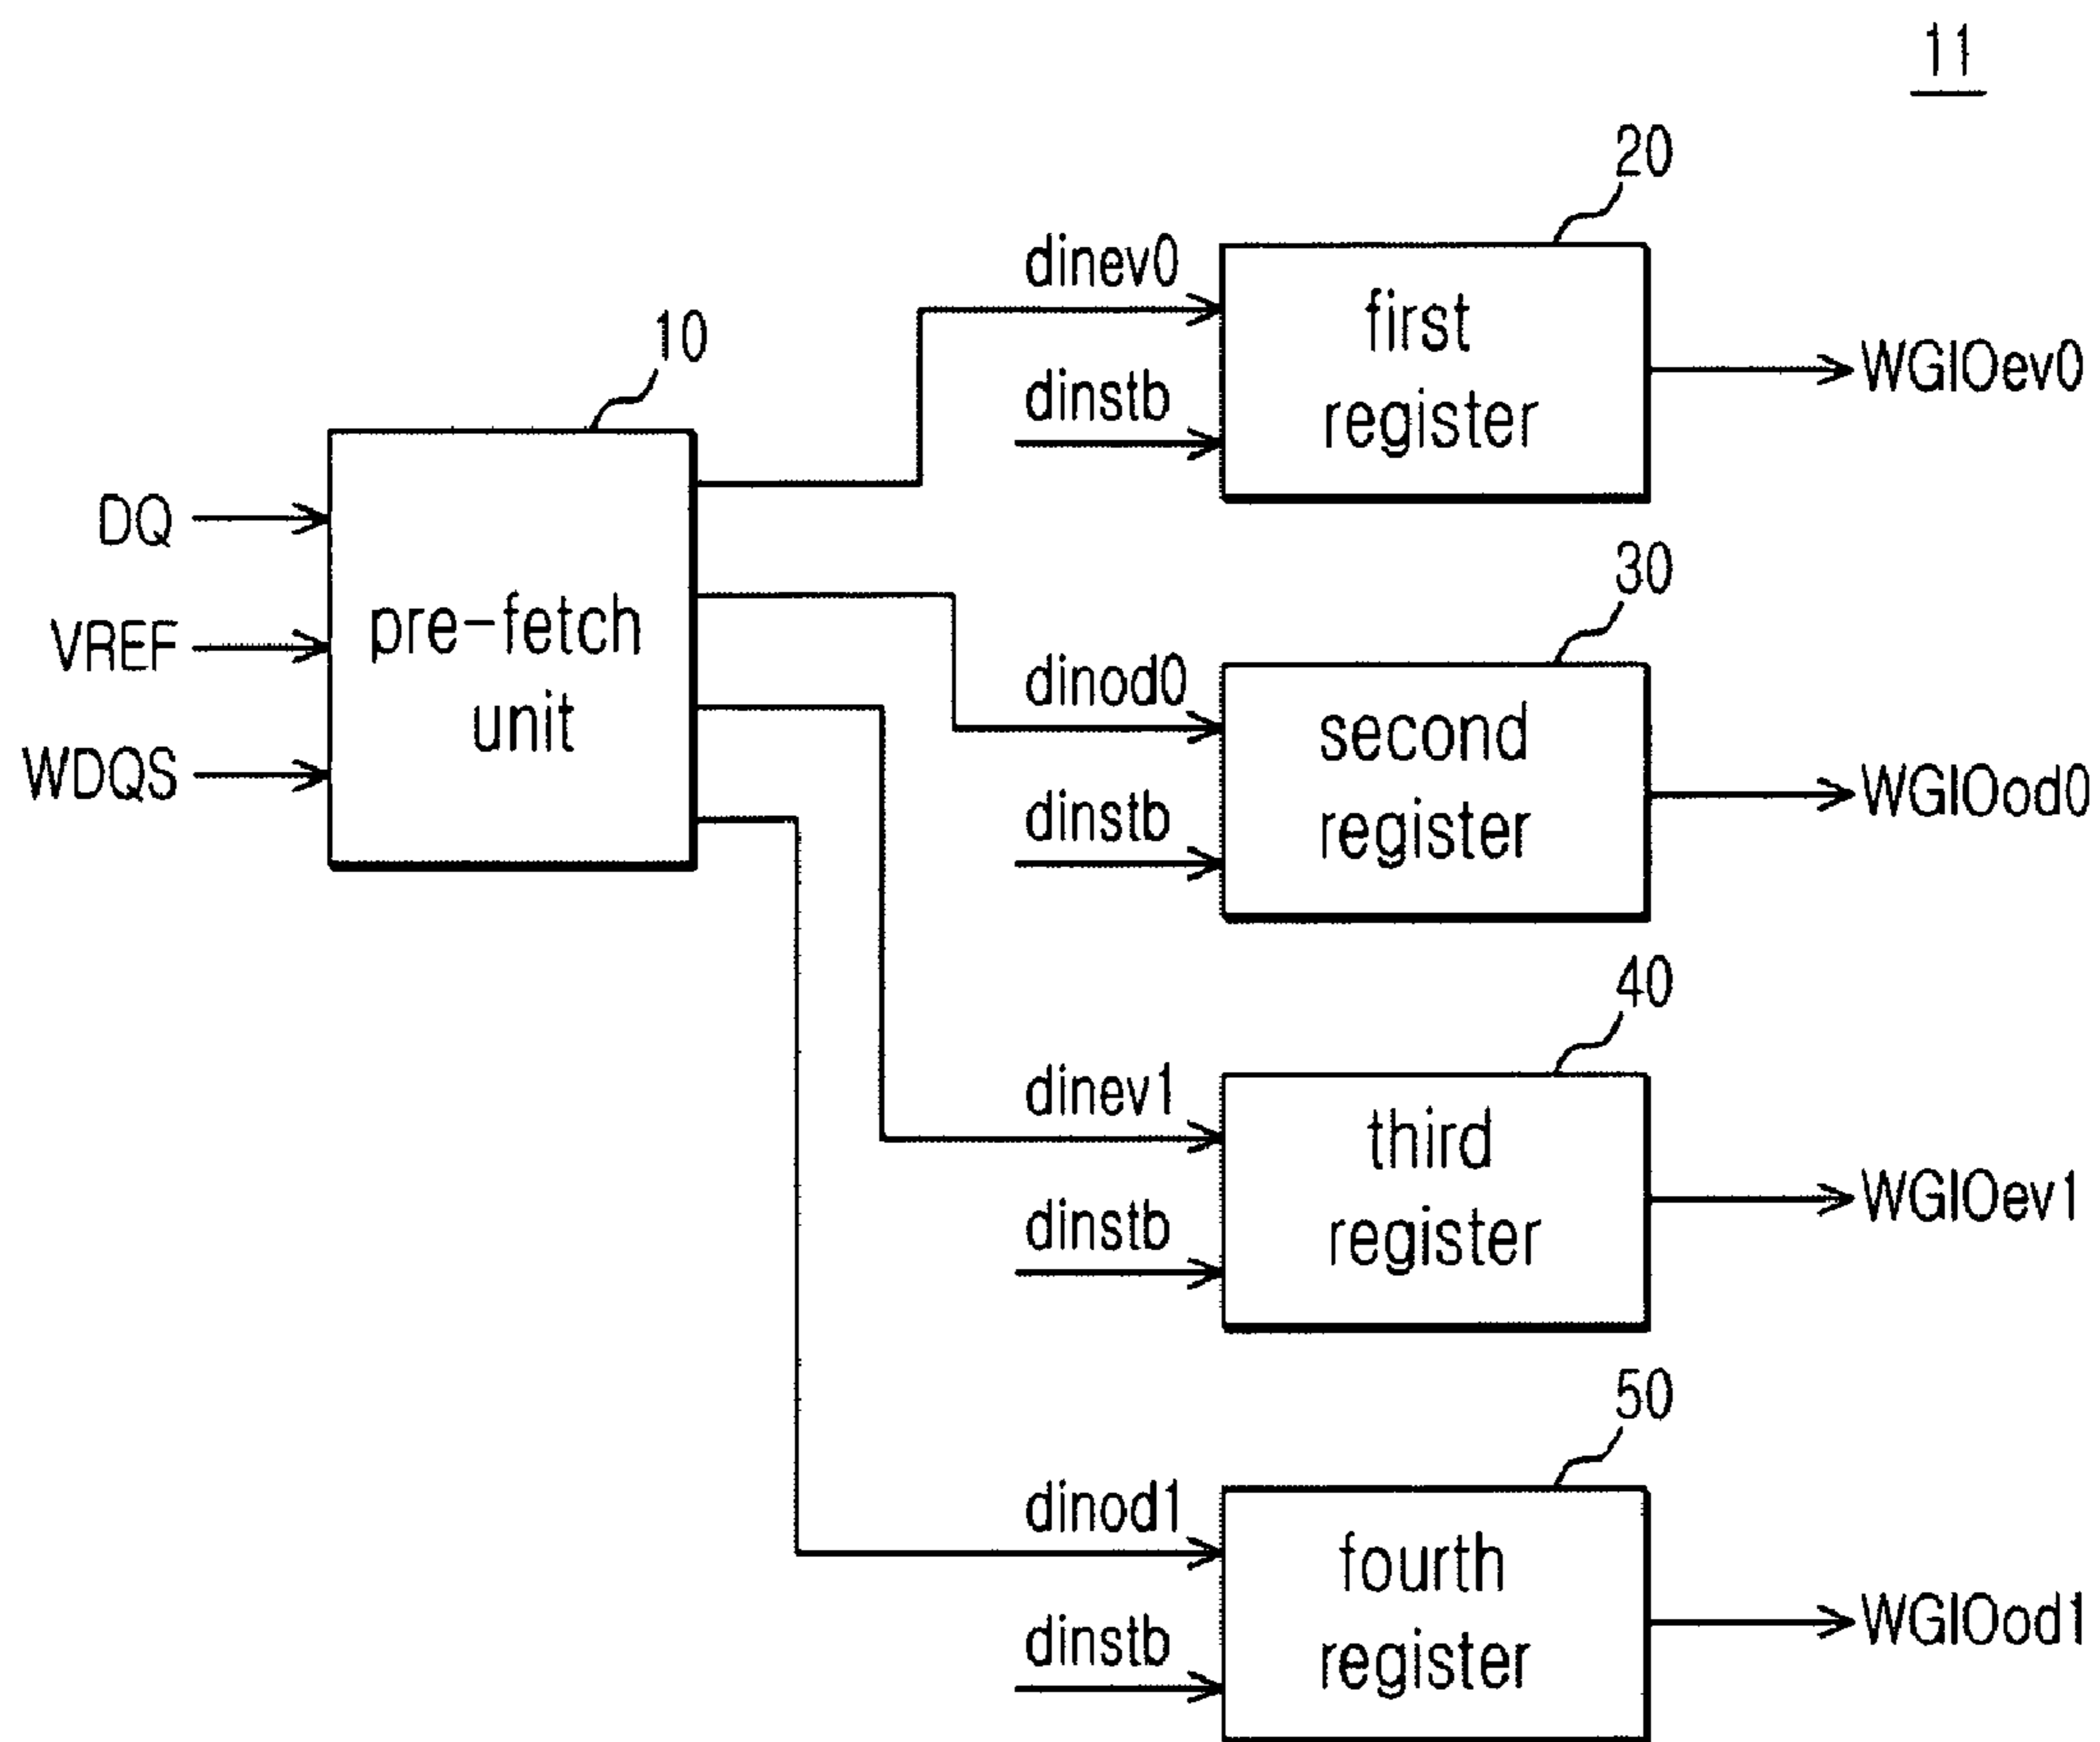 11
20
dinev0
first
register
dinstb
WGIOev0
10
DQ
VREF
WDQS
pre-fetch
unit
30
dinod0
second
register
dinstb
WGIOod0
40
dinev1
third
register
dinstb
WGIOev1
50
dinod1
fourth
register
dinstb
WGIOod1